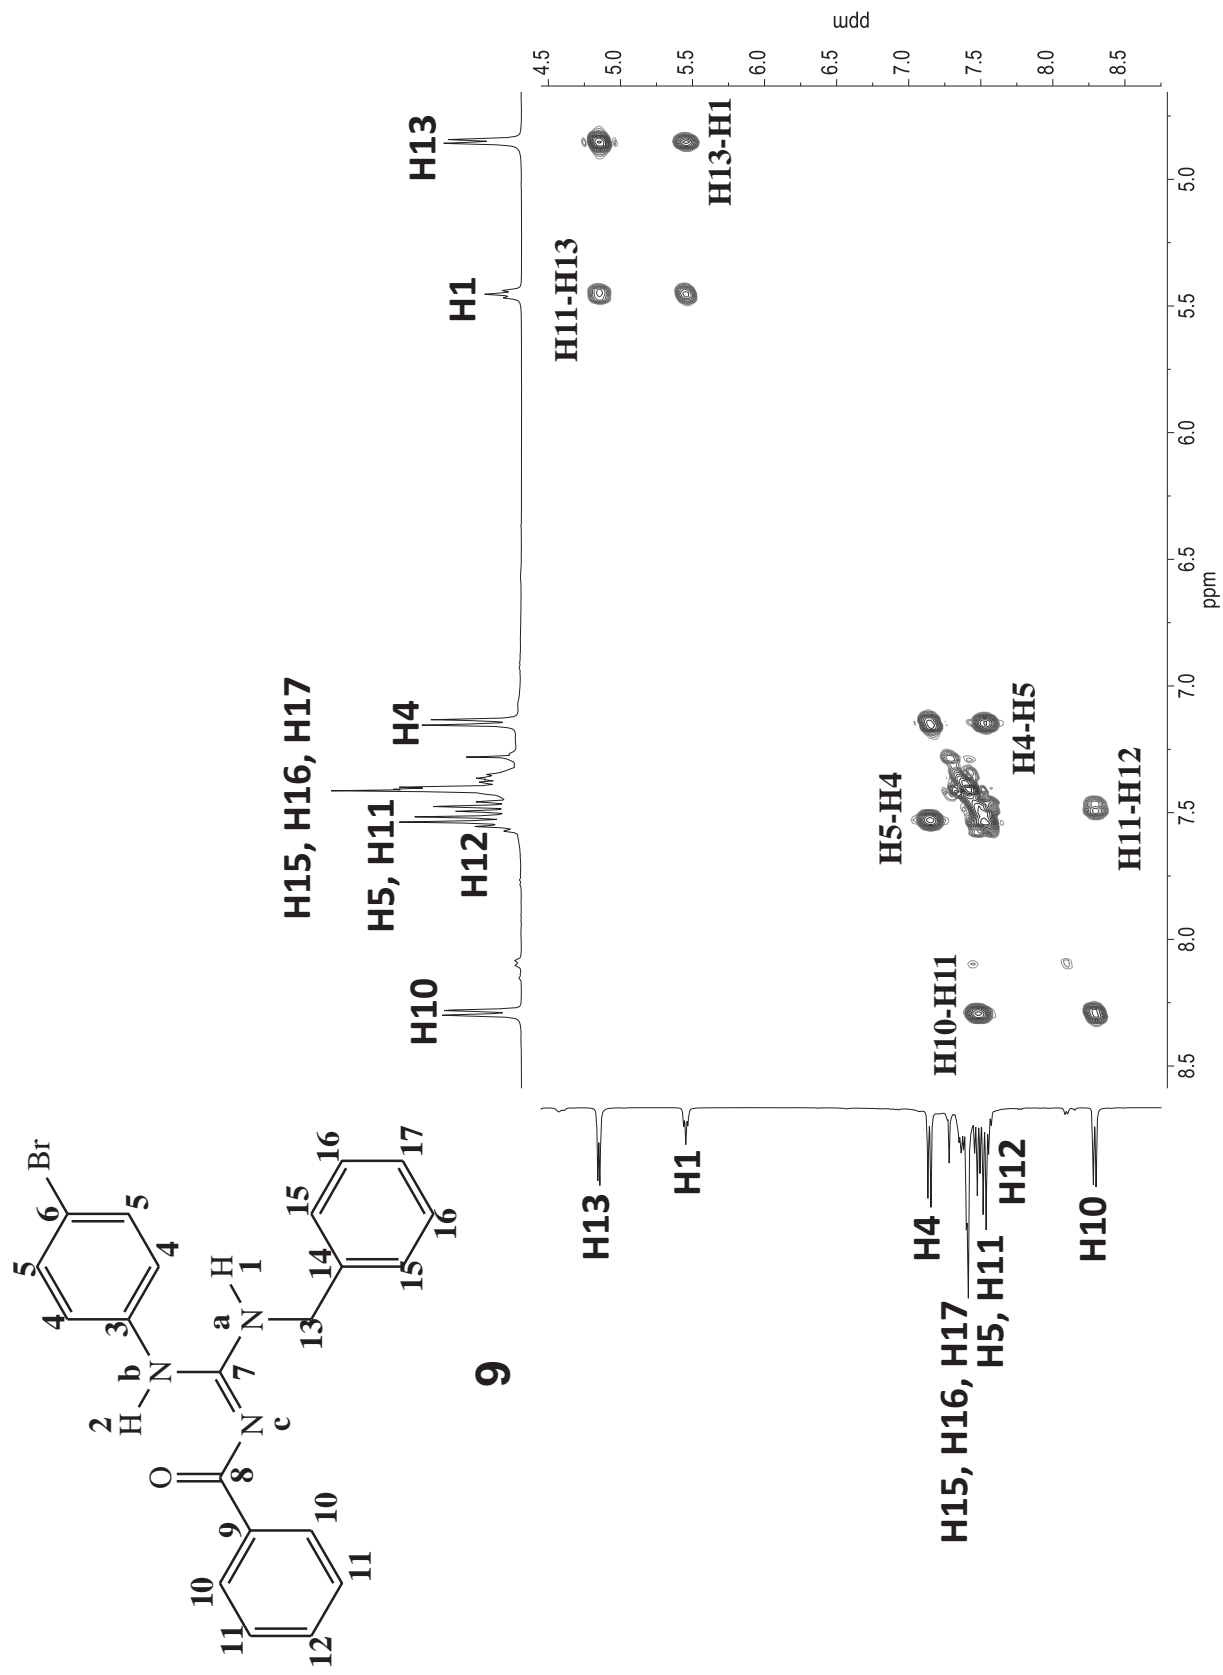 H13
H1
H15, H16, H17
H4
H5, H11
H12
H10
ppm
4.5
5.0
5.5
6.0
6.5
7.0
7.5
8.0
8.5
5.0
5.5
6.0
6.5
7.0
7.5
8.0
8.5
ppm
H11-H13
H13-H1
H5-H4
H4-H5
H10-H11
H11-H12
H13
H1
H4
H15, H16, H17
H5, H11
H12
H10
Br
6
5
5
4
4
3
b
N
H
2
a
N
H
1
7
N
c
O
8
9
10
10
11
11
12
13
14
15
15
16
16
17
9